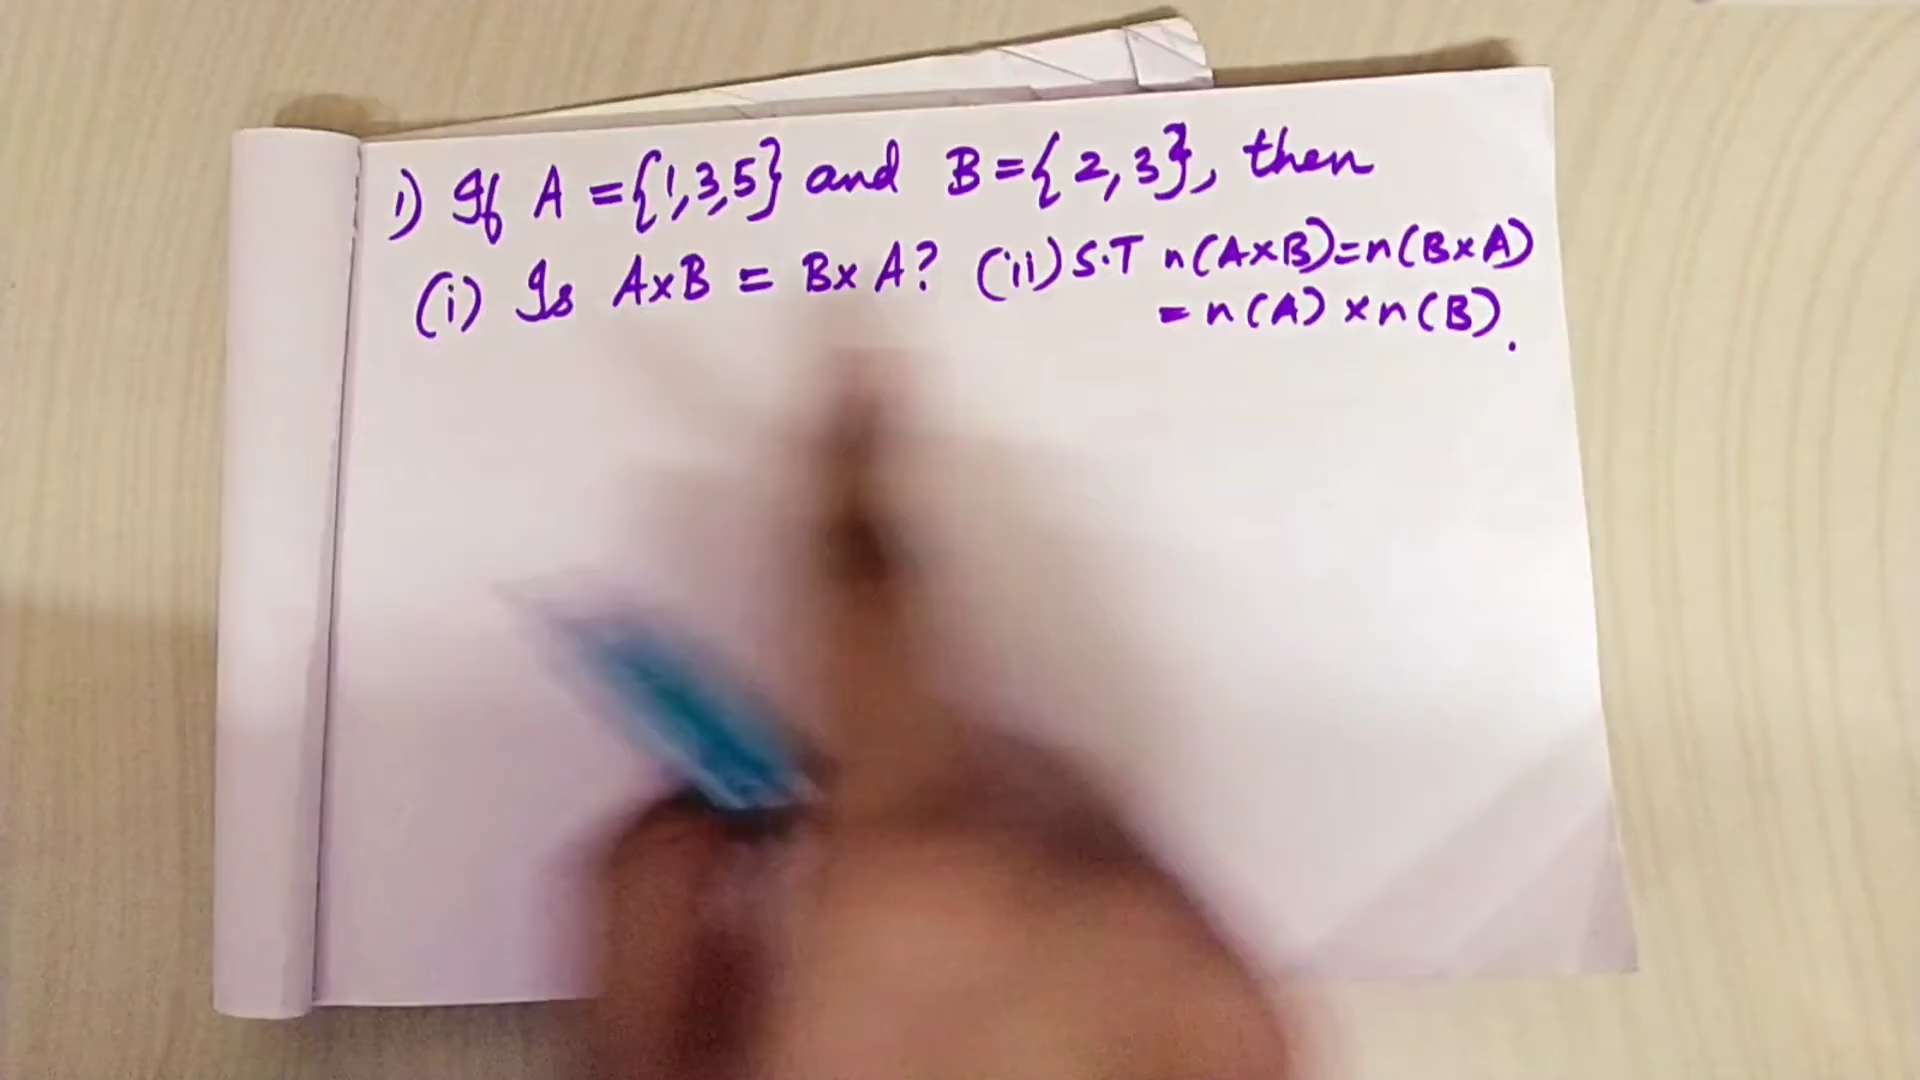 1) If A = {1,3,5} and B = {2,3}, then
(i) Is A×B = B×A? (ii) S.T n(A×B)=n(B×A)
= n(A) × n(B).